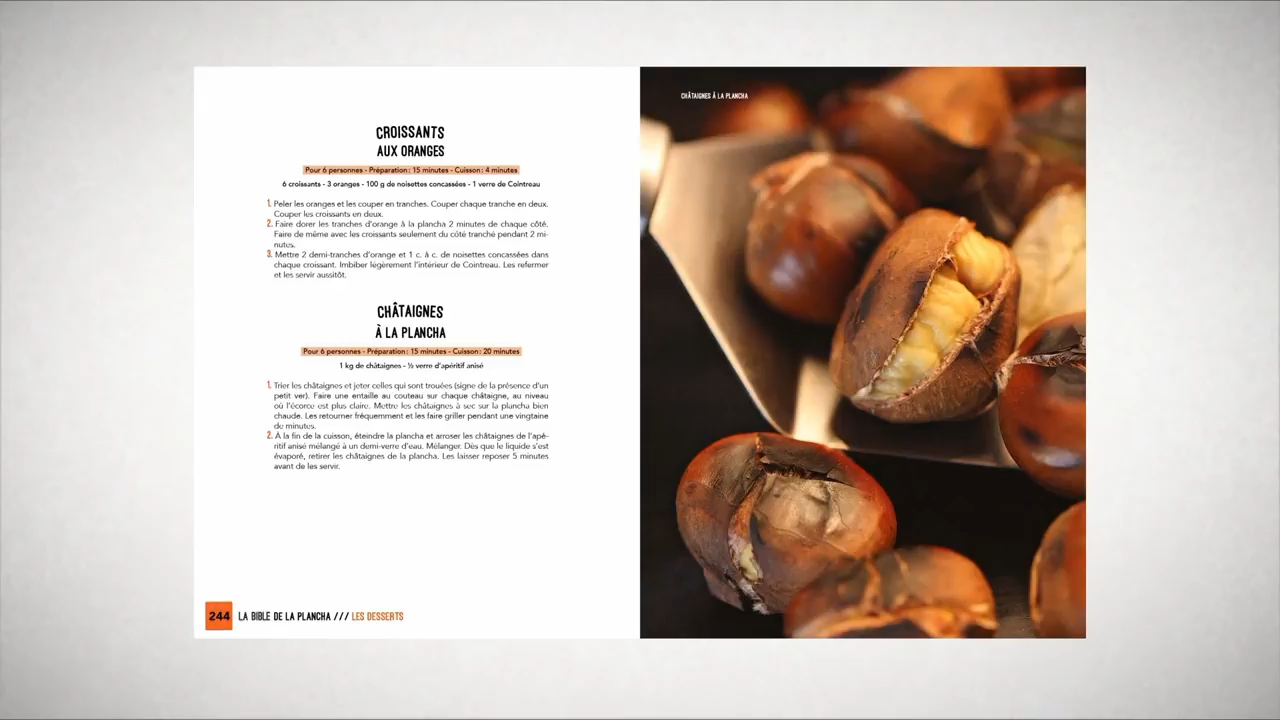 CROISSANTS
AUX ORANGES
Pour 6 personnes - Préparation : 15 minutes - Cuisson : 4 minutes
6 croissants - 3 oranges - 100 g de noisettes concassées - 1 verre de Cointreau
1. Peler les oranges et les couper en tranches. Couper chaque tranche en deux.
Couper les croissants en deux.
2. Faire dorer les tranches d'orange à la plancha 2 minutes de chaque côté.
Faire de même avec les croissants seulement du côté tranché pendant 2 mi-
nutes.
3. Mettre 2 demi-tranches d'orange et 1 c. à c. de noisettes concassées dans
chaque croissant. Imbiber légèrement l'intérieur de Cointreau. Les refermer
et les servir aussitôt.
CHÂTAIGNES
À LA PLANCHA
Pour 6 personnes - Préparation : 15 minutes - Cuisson : 20 minutes
1 kg de châtaignes - ½ verre d'apéritif anisé
1. Trier les châtaignes et jeter celles qui sont trouées (signe de la présence d'un
petit ver). Faire une entaille au couteau sur chaque châtaigne, au niveau
où l'écorce est plus claire. Mettre les châtaignes à sec sur la plancha bien
chaude. Les retourner fréquemment et les faire griller pendant une vingtaine
de minutes.
2. À la fin de la cuisson, éteindre la plancha et arroser les châtaignes de l'apé-
ritif anisé mélangé à un demi-verre d'eau. Mélanger. Dès que le liquide s'est
évaporé, retirer les châtaignes de la plancha. Les laisser reposer 5 minutes
avant de les servir.
244 LA BIBLE DE LA PLANCHA /// LES DESSERTS
CHÂTAIGNES À LA PLANCHA